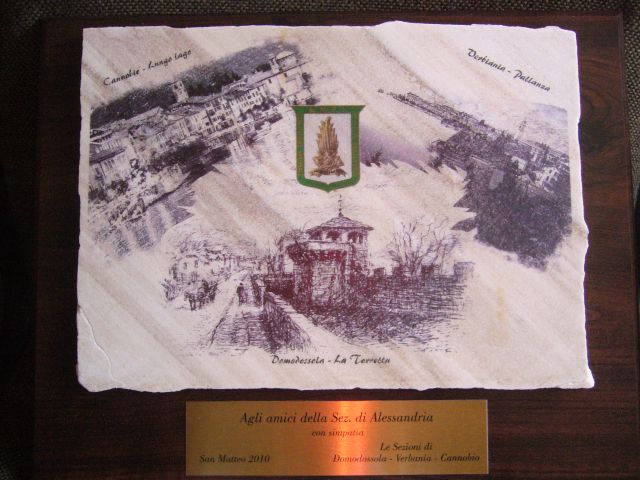 Cannobio - Lungo lago
Verbania - Pallanza
Domodossola - La Torretta
Agli amici della Sez. di Alessandria
con simpatia
Le Sezioni di
San Matteo 2010 Domodossola - Verbania - Cannobio